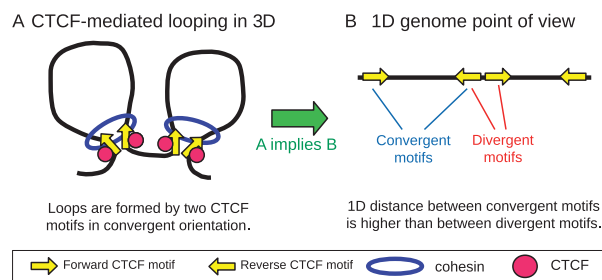 A CTCF-mediated looping in 3D
B 1D genome point of view
A implies B
Convergent
motifs
Divergent
motifs
Loops are formed by two CTCF
motifs in convergent orientation.
1D distance between convergent motifs
is higher than between divergent motifs.
Forward CTCF motif
Reverse CTCF motif
cohesin
CTCF